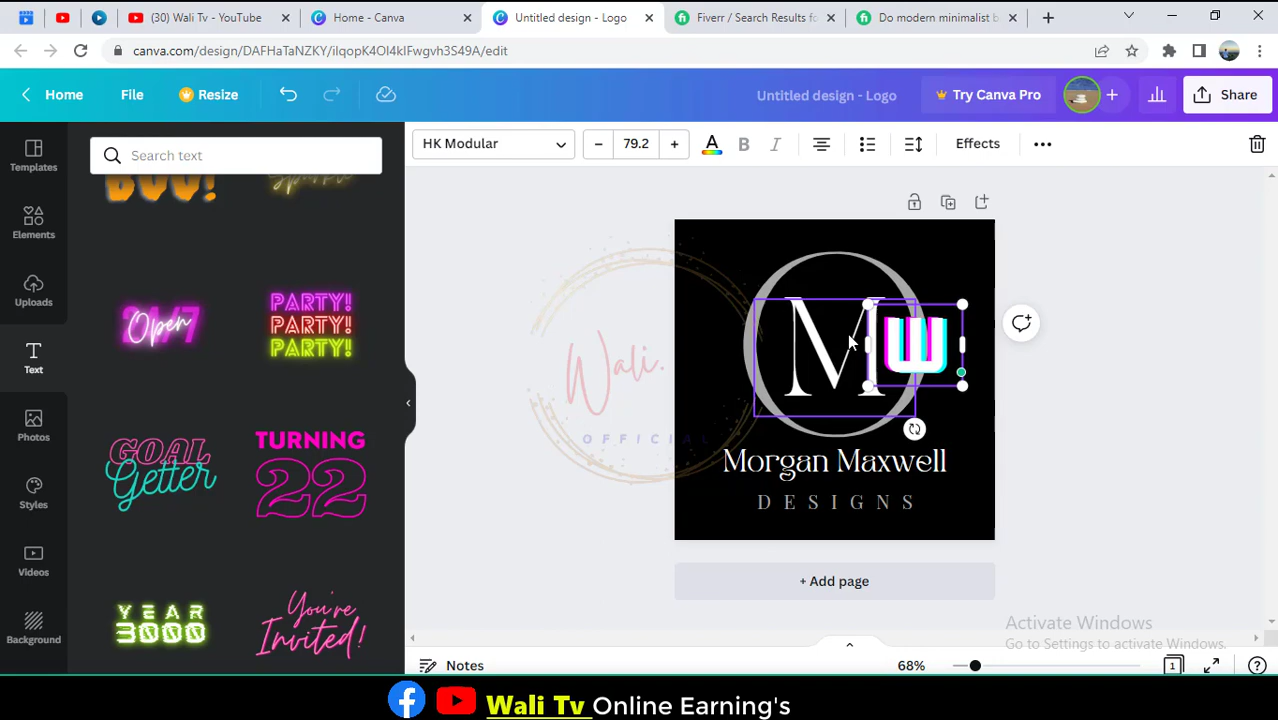 (30) Wali Tv - YouTube
Home - Canva
Untitled design - Logo
Fiverr / Search Results fo
Do modern minimalist b
canva.com/design/DAFHaTaNZKY/iIqopK4OI4kIFwgvh3S49A/edit
Home
File
Resize
Untitled design - Logo
Try Canva Pro
Share
Templates
Elements
Uploads
Text
Photos
Styles
Videos
Background
Search text
BOO!
Sparkle
24/7
Open
PARTY!
PARTY!
PARTY!
GOAL
Getter
TURNING
22
YEAR
3000
You're
Invited!
HK Modular
79.2
A
B
I
Effects
O
M
W
Morgan Maxwell
DESIGNS
Wali.
OFFICIAL
+ Add page
Activate Windows
Go to Settings to activate Windows.
Notes
68%
1
Wali Tv Online Earning's